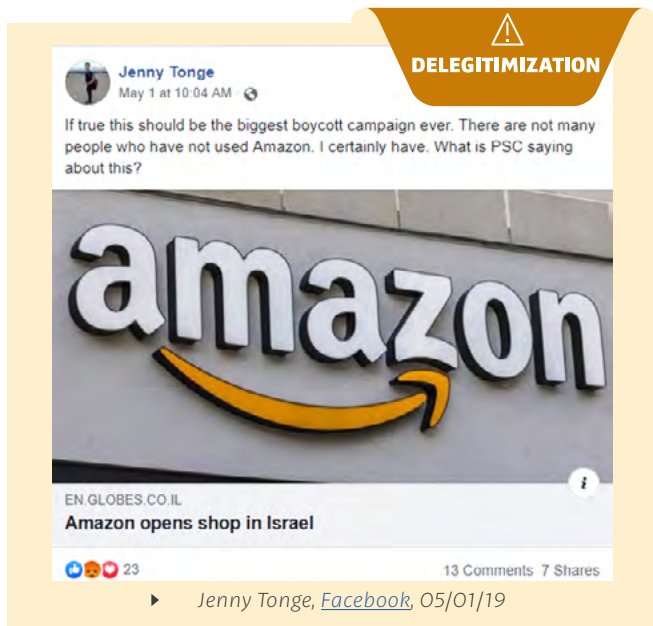 DELEGITIMIZATION
Jenny Tonge
May 1 at 10:04 AM ·
If true this should be the biggest boycott campaign ever. There are not many
people who have not used Amazon. I certainly have. What is PSC saying
about this?
amazon
i
EN.GLOBES.CO.IL
Amazon opens shop in Israel
23
13 Comments 7 Shares
Jenny Tonge, Facebook, 05/01/19